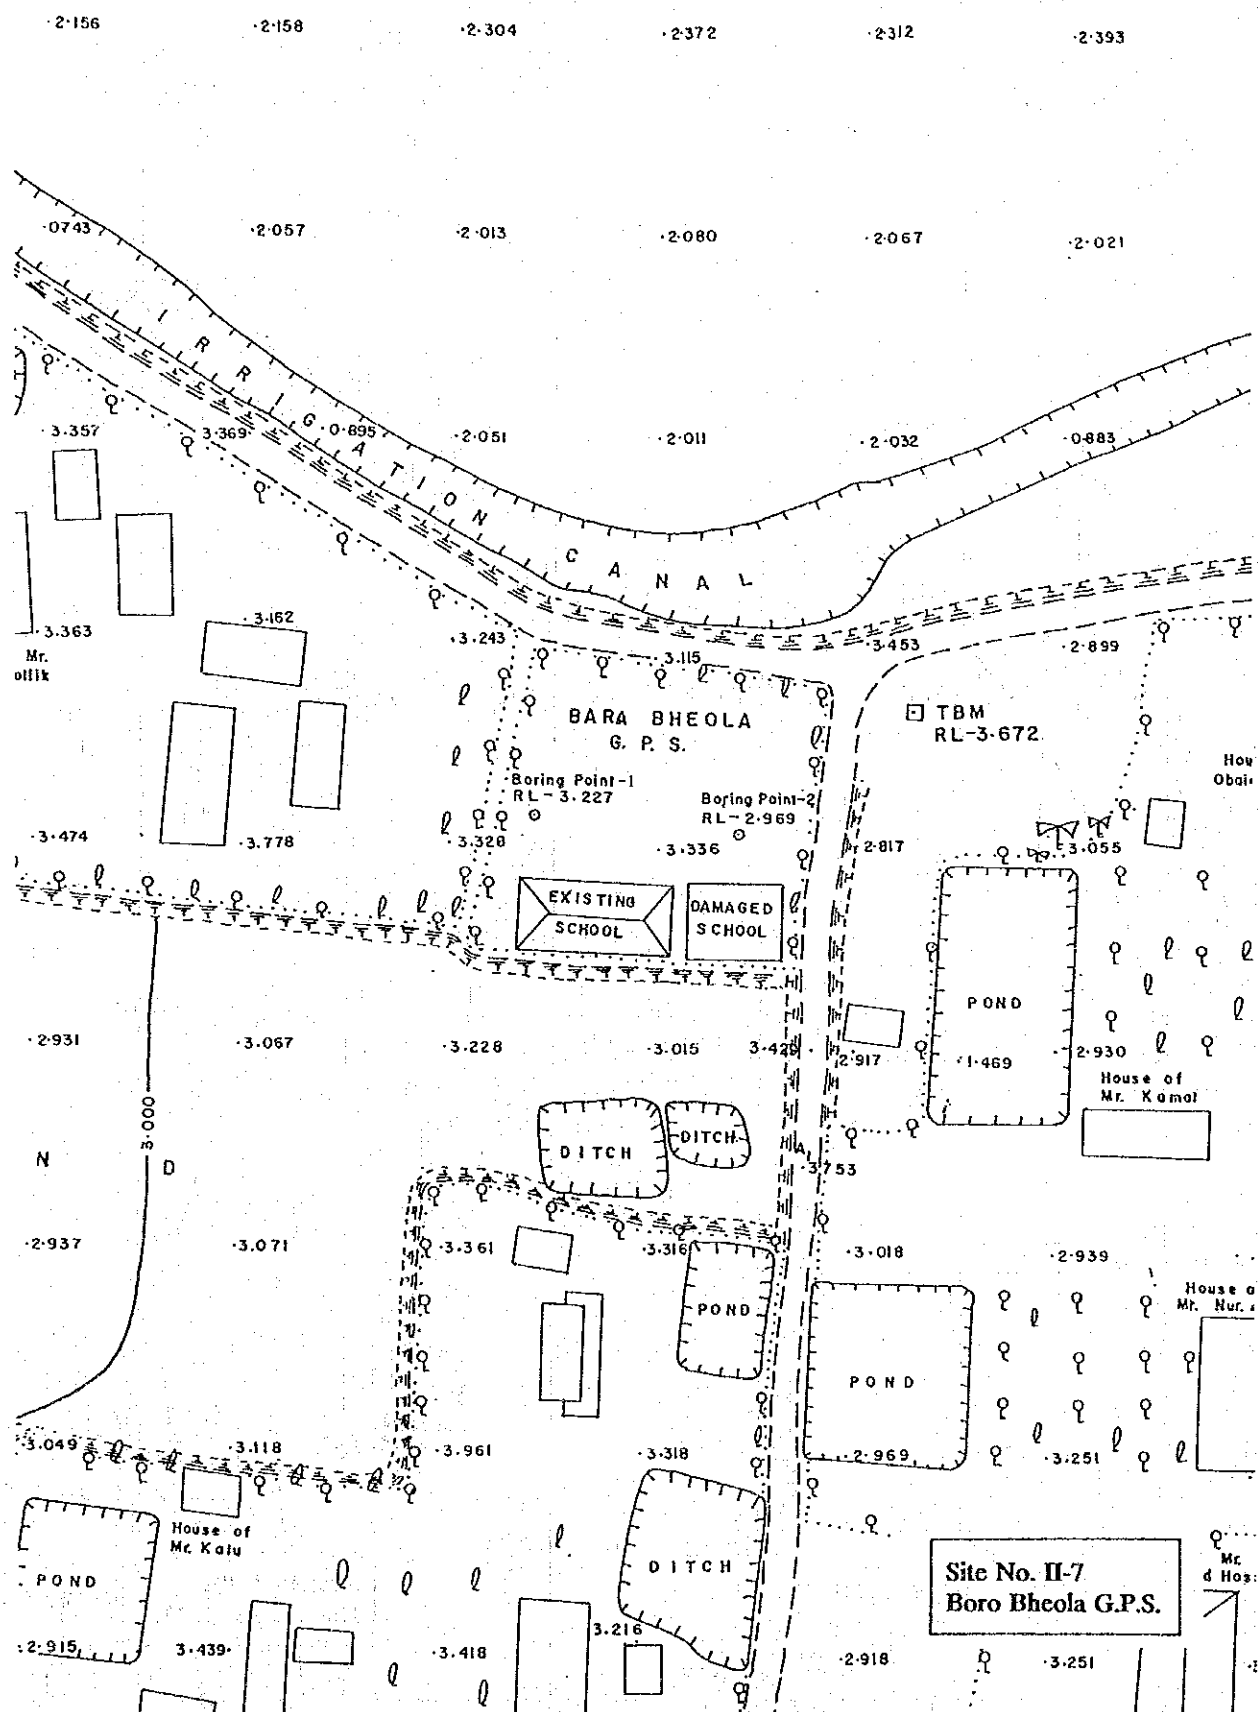 ·2·156 ·2·158 ·2·304 ·2·372 ·2·312 ·2·393
·0743 ·2·057 ·2·013 ·2·080 ·2·067 ·2·021
IRRIGATION CANAL
·3·357 3·369· ·0·895 ·2·051 ·2·011 ·2·032 ·0·883
·3·363 ·3·162 ·3·243 3·115 ·3·453 ·2·899
Mr.
BARA BHEOLA
G. P. S.
TBM
RL-3·672
Boring Point-1
RL-3·227
Boring Point-2
RL-2·969
·3·474 ·3·778 ·3·328 ·3·336 ·2·817 ·3·055
EXISTING
SCHOOL
DAMAGED
SCHOOL
POND
·2·931 ·3·067 ·3·228 ·3·015 ·2·917 ·1·469 ·2·930
House of
Mr. Kamal
3·000
DITCH
DITCH
N D
·3·753
·2·937 ·3·071 ·3·361 ·3·316 ·3·018 ·2·939
House o
Mr. Nur.
POND
POND
·3·049 ·3·118 ·3·961 ·3·318 ·2·969 ·3·251
House of
Mr. Kalu
POND
DITCH
Site No. II-7
Boro Bheola G.P.S.
Mr.
d Hos
·2·915 3·439· ·3·418 3·216 ·2·918 ·3·251